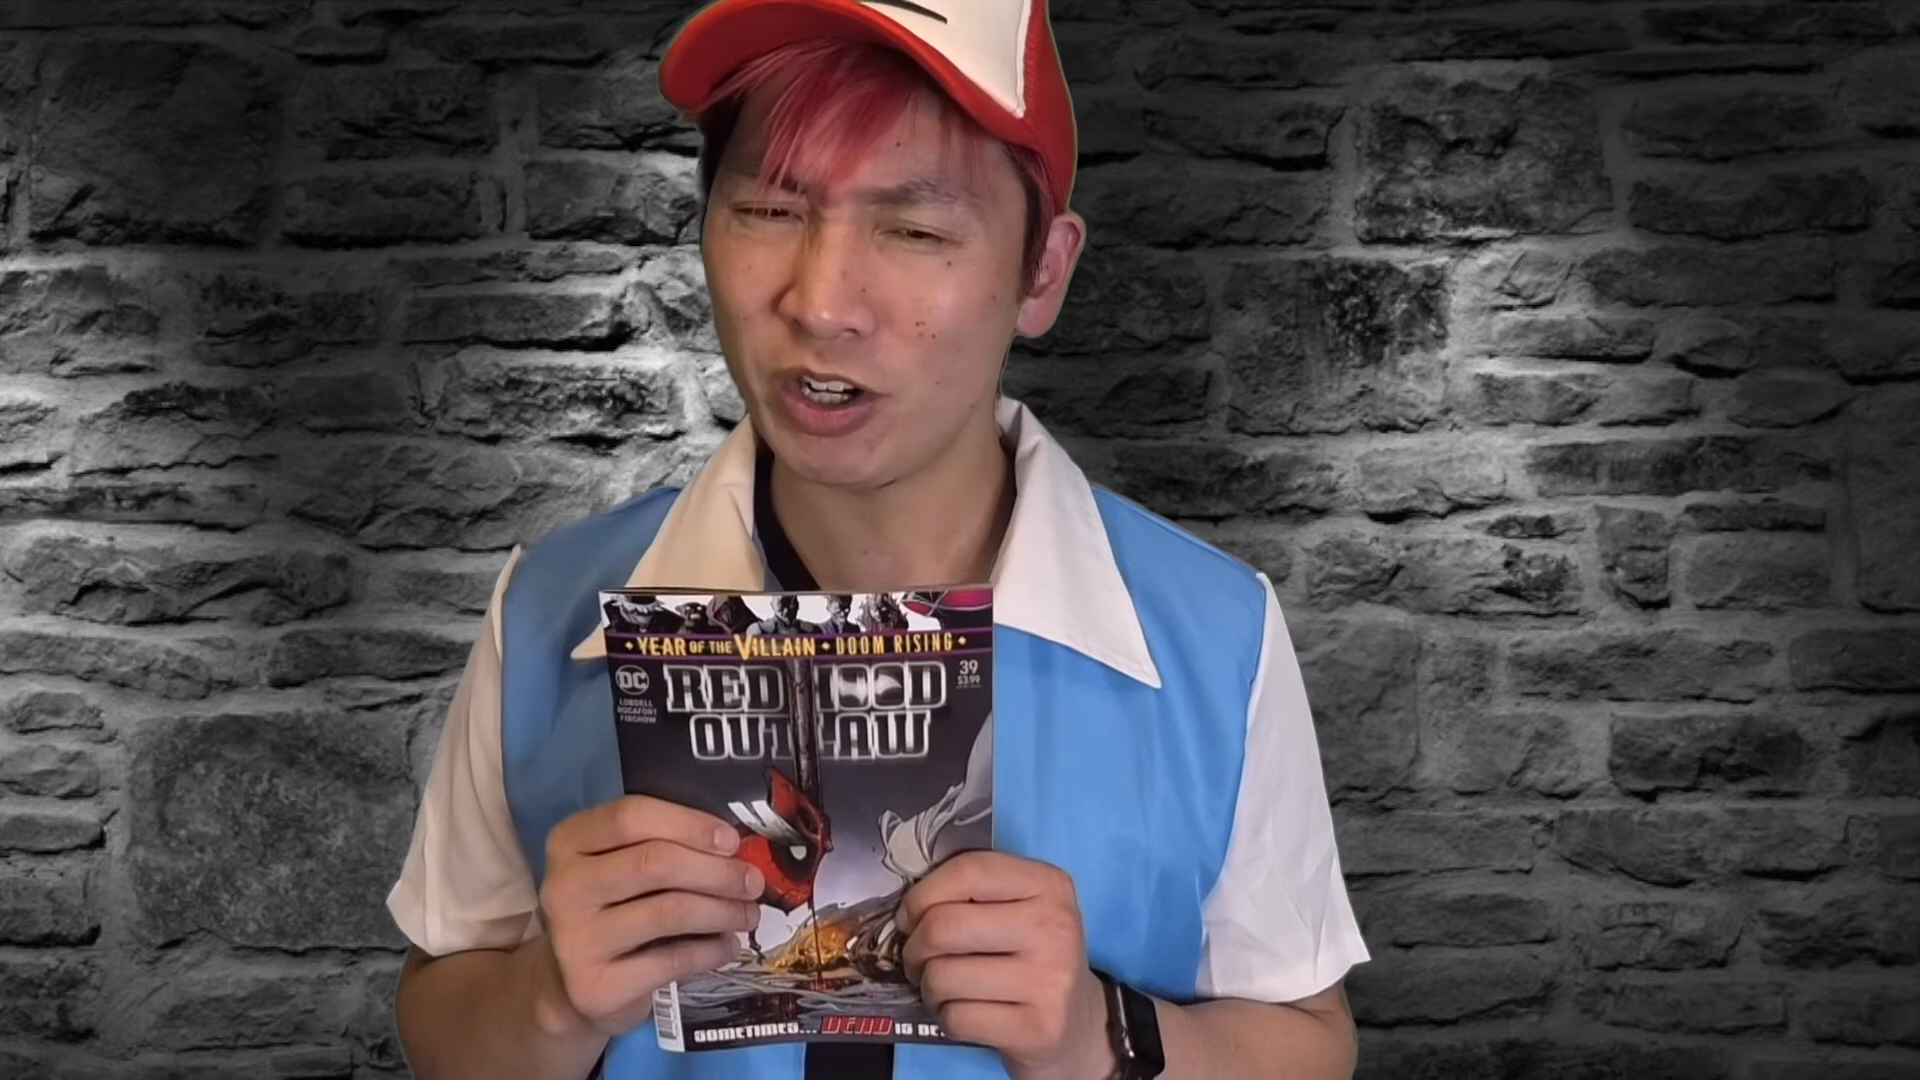 • YEAR OF THE VILLAIN • DOOM RISING •
DC
RED HOOD
OUTLAW
39
$3.99
LOBDELL
ROCAFORT
FIRCHOW
SOMETIMES... DEAD IS BE